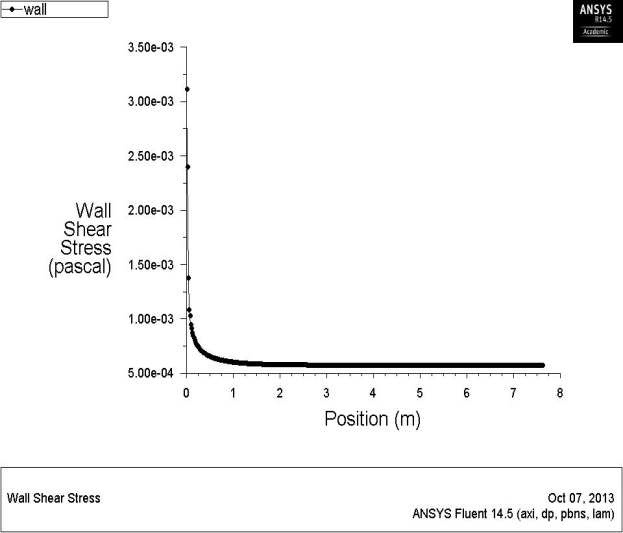 wall
ANSYS
R14.5
Academic
3.50e-03
3.00e-03
2.50e-03
2.00e-03
1.50e-03
1.00e-03
5.00e-04
Wall
Shear
Stress
(pascal)
0 1 2 3 4 5 6 7 8
Position (m)
Wall Shear Stress
Oct 07, 2013
ANSYS Fluent 14.5 (axi, dp, pbns, lam)